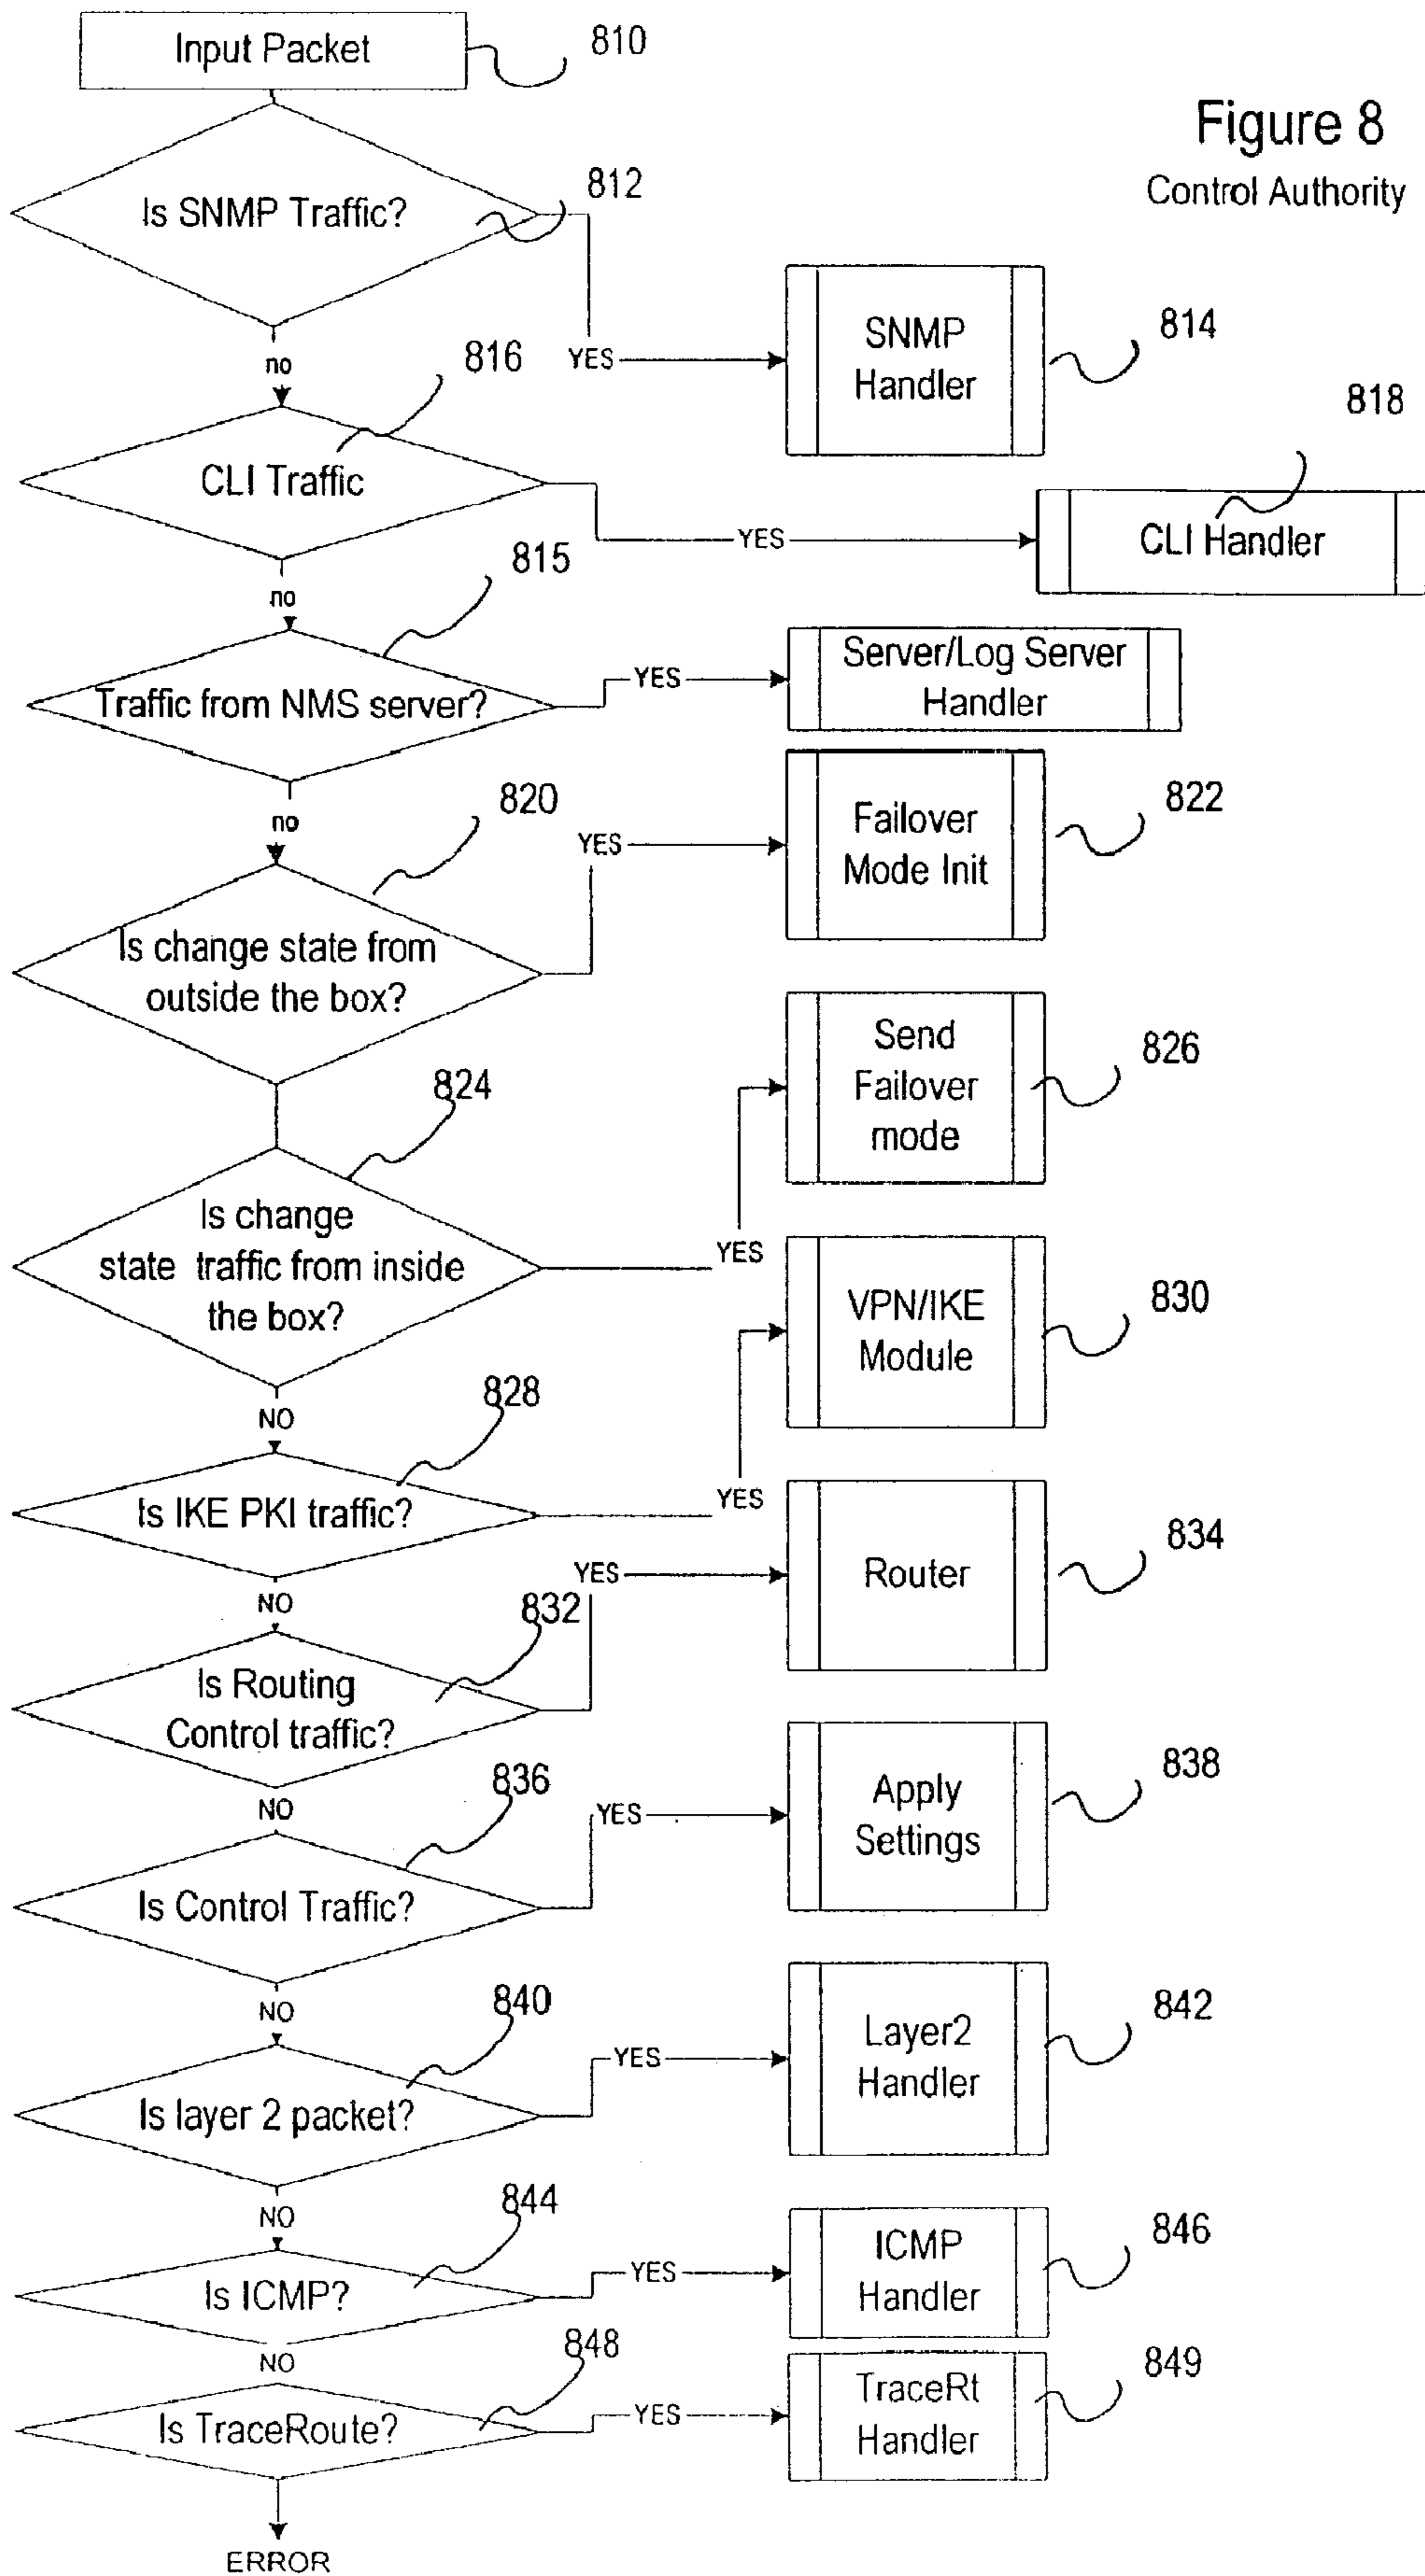 Input Packet
810
Figure 8
Control Authority
Is SNMP Traffic?
812
no
YES
SNMP
Handler
814
816
CLI Traffic
YES
CLI Handler
818
no
815
Traffic from NMS server?
YES
Server/Log Server
Handler
no
820
Is change state from
outside the box?
YES
Failover
Mode Init
822
824
Is change
state traffic from inside
the box?
YES
Send
Failover
mode
826
NO
828
Is IKE PKI traffic?
YES
VPN/IKE
Module
830
NO
832
Is Routing
Control traffic?
YES
Router
834
NO
836
Is Control Traffic?
YES
Apply
Settings
838
NO
840
Is layer 2 packet?
YES
Layer2
Handler
842
NO
844
Is ICMP?
YES
ICMP
Handler
846
NO
848
Is TraceRoute?
YES
TraceRt
Handler
849
ERROR